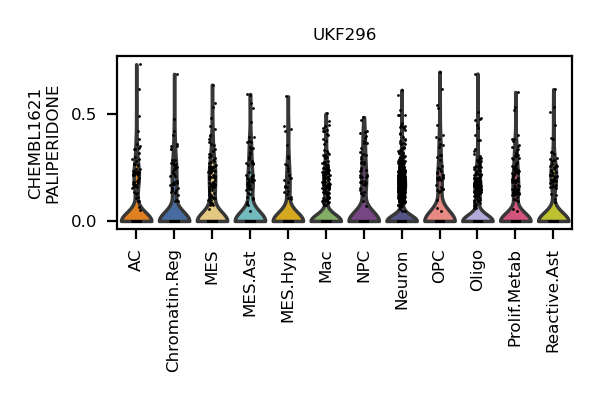 UKF296
CHEMBL1621
PALIPERIDONE
0.5
0.0
AC
Chromatin.Reg
MES
MES.Ast
MES.Hyp
Mac
NPC
Neuron
OPC
Oligo
Prolif.Metab
Reactive.Ast